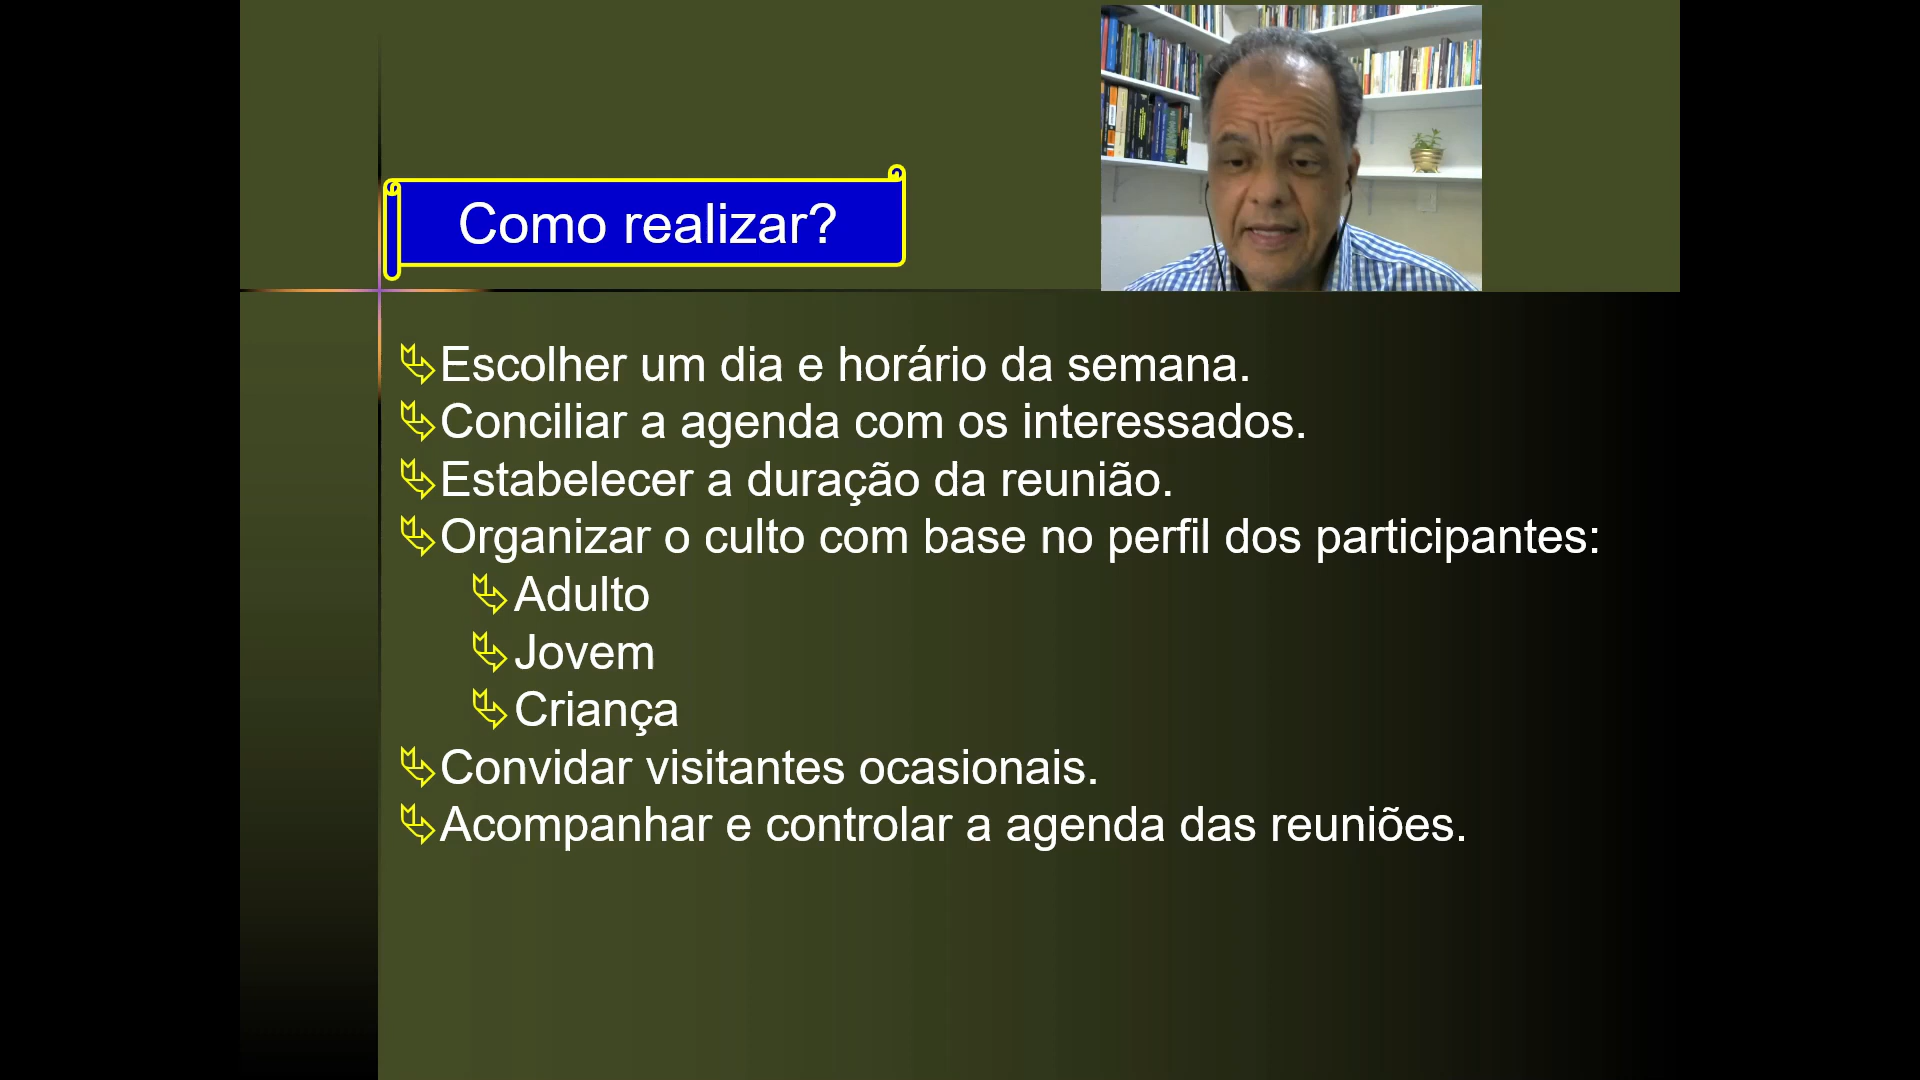 Como realizar?
Escolher um dia e horário da semana.
Conciliar a agenda com os interessados.
Estabelecer a duração da reunião.
Organizar o culto com base no perfil dos participantes:
Adulto
Jovem
Criança
Convidar visitantes ocasionais.
Acompanhar e controlar a agenda das reuniões.